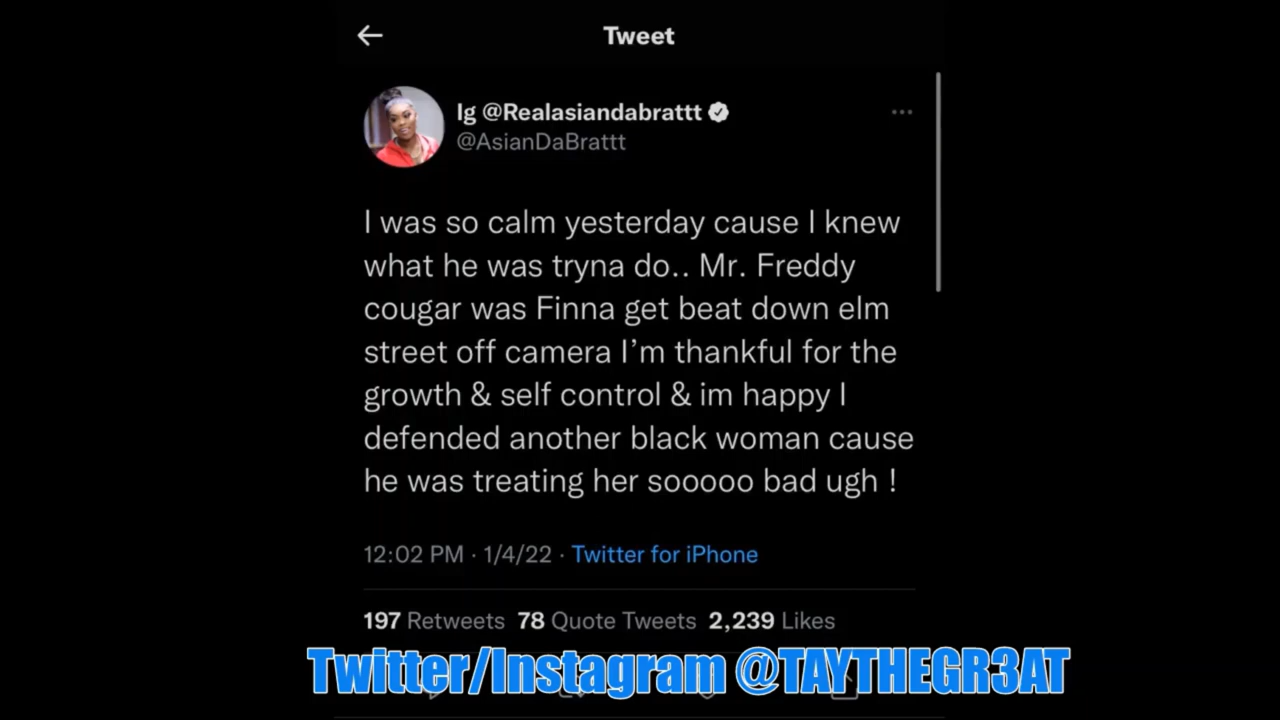 Tweet
Ig @Realasiandabrattt
@AsianDaBrattt
I was so calm yesterday cause I knew
what he was tryna do.. Mr. Freddy
cougar was Finna get beat down elm
street off camera I’m thankful for the
growth & self control & im happy I
defended another black woman cause
he was treating her sooooo bad ugh !
12:02 PM · 1/4/22 · Twitter for iPhone
197 Retweets 78 Quote Tweets 2,239 Likes
Twitter/Instagram @TAYTHEGR3AT